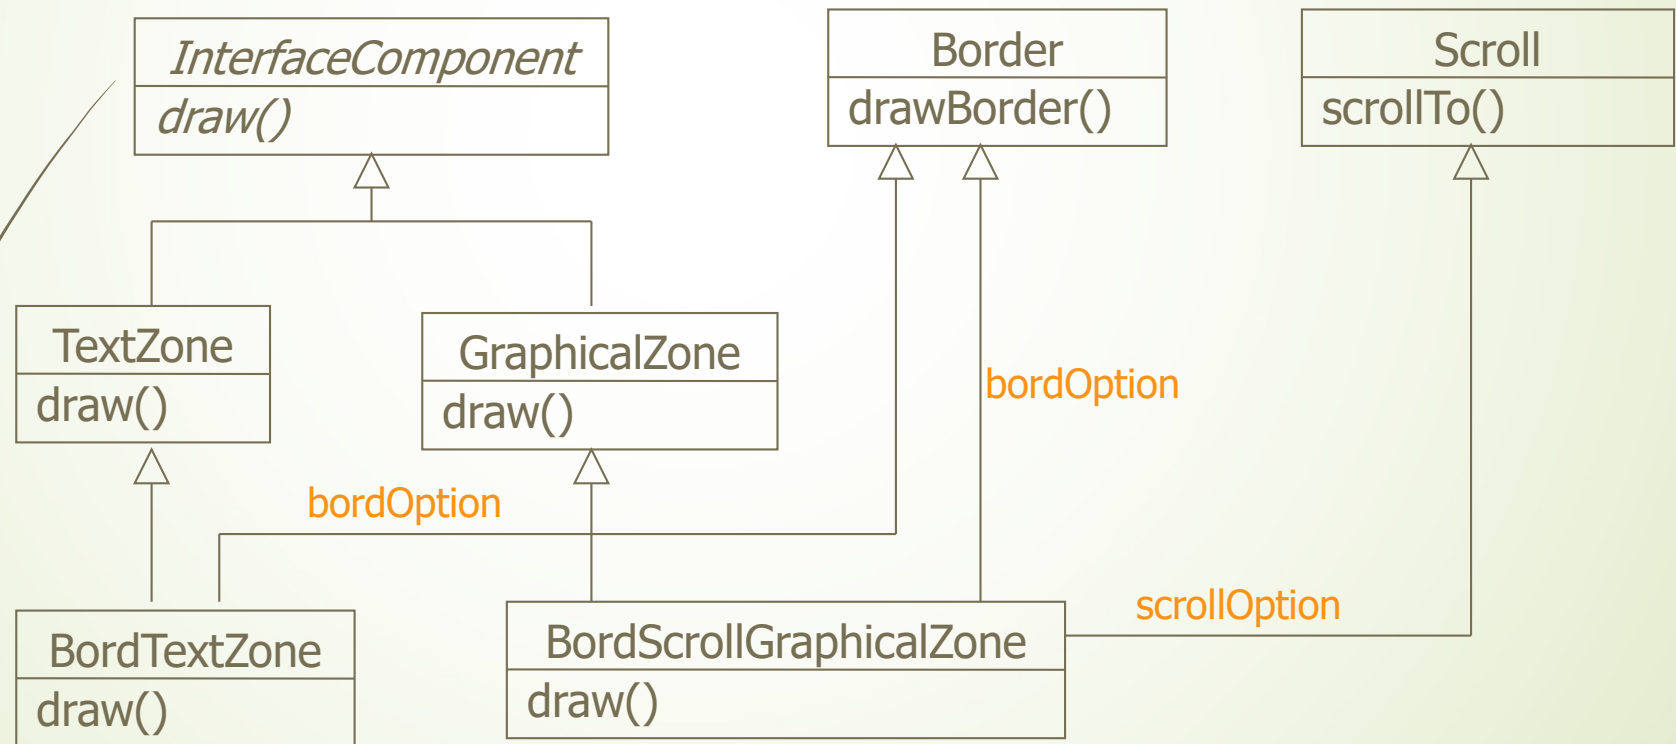 InterfaceComponent
draw()
Border
drawBorder()
Scroll
scrollTo()
TextZone
draw()
GraphicalZone
draw()
bordOption
bordOption
scrollOption
BordTextZone
draw()
BordScrollGraphicalZone
draw()